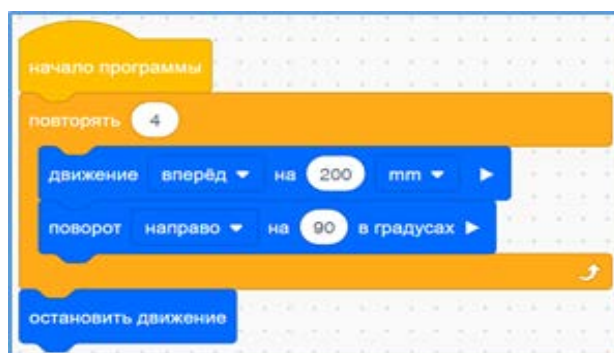 начало программы
повторять 4
движение вперёд на 200 mm
поворот направо на 90 в градусах
остановить движение